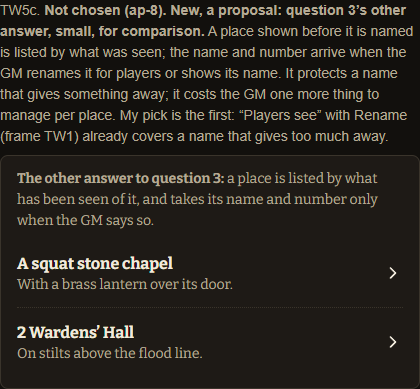 TW5c. Not chosen (ap-8). New, a proposal: question 3’s other
answer, small, for comparison. A place shown before it is named
is listed by what was seen; the name and number arrive when the
GM renames it for players or shows its name. It protects a name
that gives something away; it costs the GM one more thing to
manage per place. My pick is the first: “Players see” with Rename
(frame TW1) already covers a name that gives too much away.
The other answer to question 3: a place is listed by what
has been seen of it, and takes its name and number only
when the GM says so.
A squat stone chapel
With a brass lantern over its door.
2 Wardens’ Hall
On stilts above the flood line.